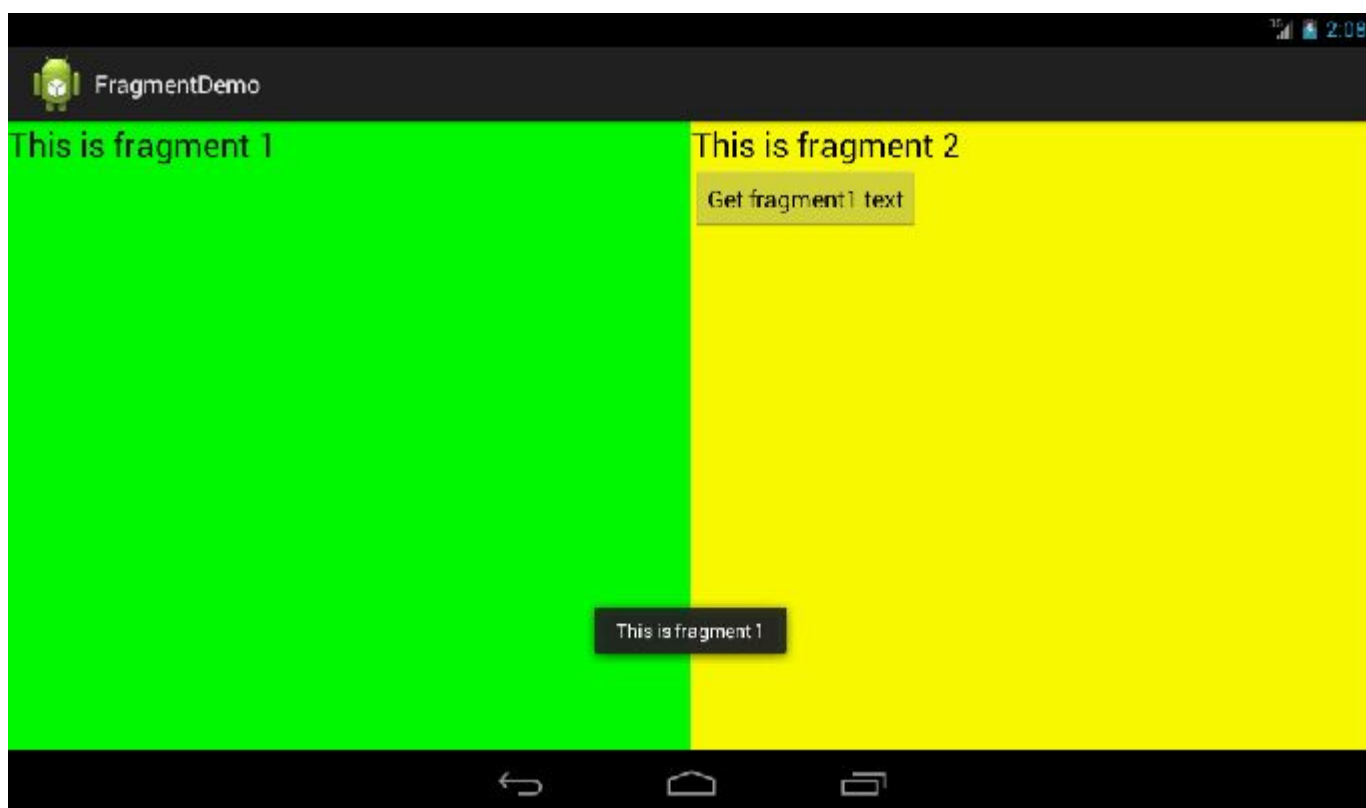 2:08
FragmentDemo
This is fragment 1
This is fragment 2
Get fragment1 text
This is fragment 1